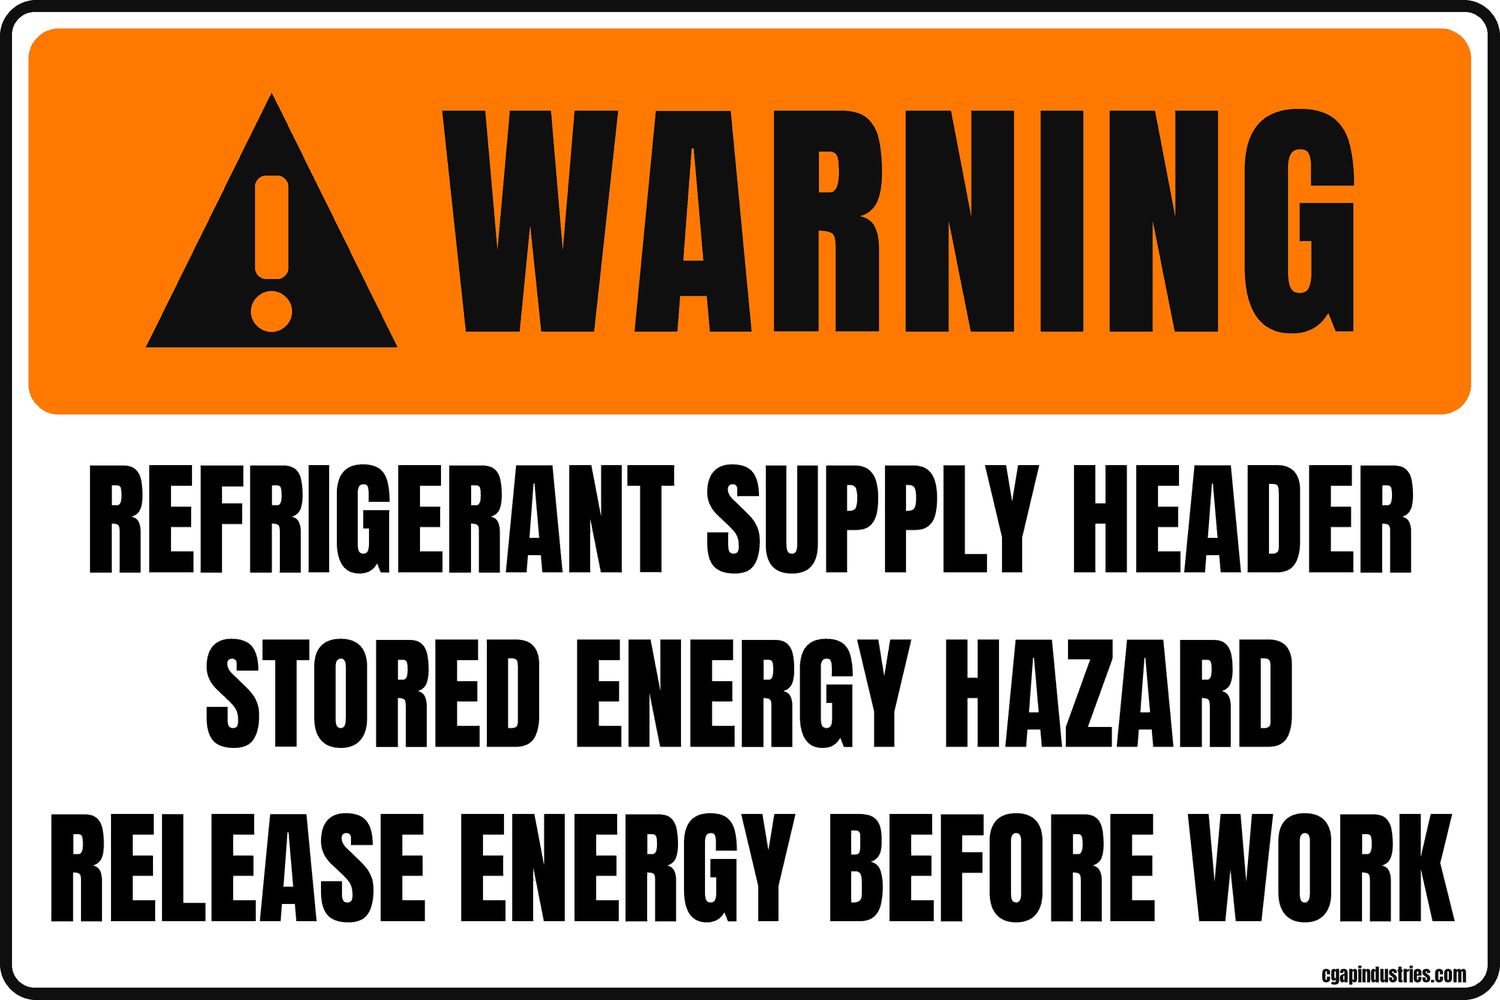 WARNING
REFRIGERANT SUPPLY HEADER
STORED ENERGY HAZARD
RELEASE ENERGY BEFORE WORK
cgapindustries.com